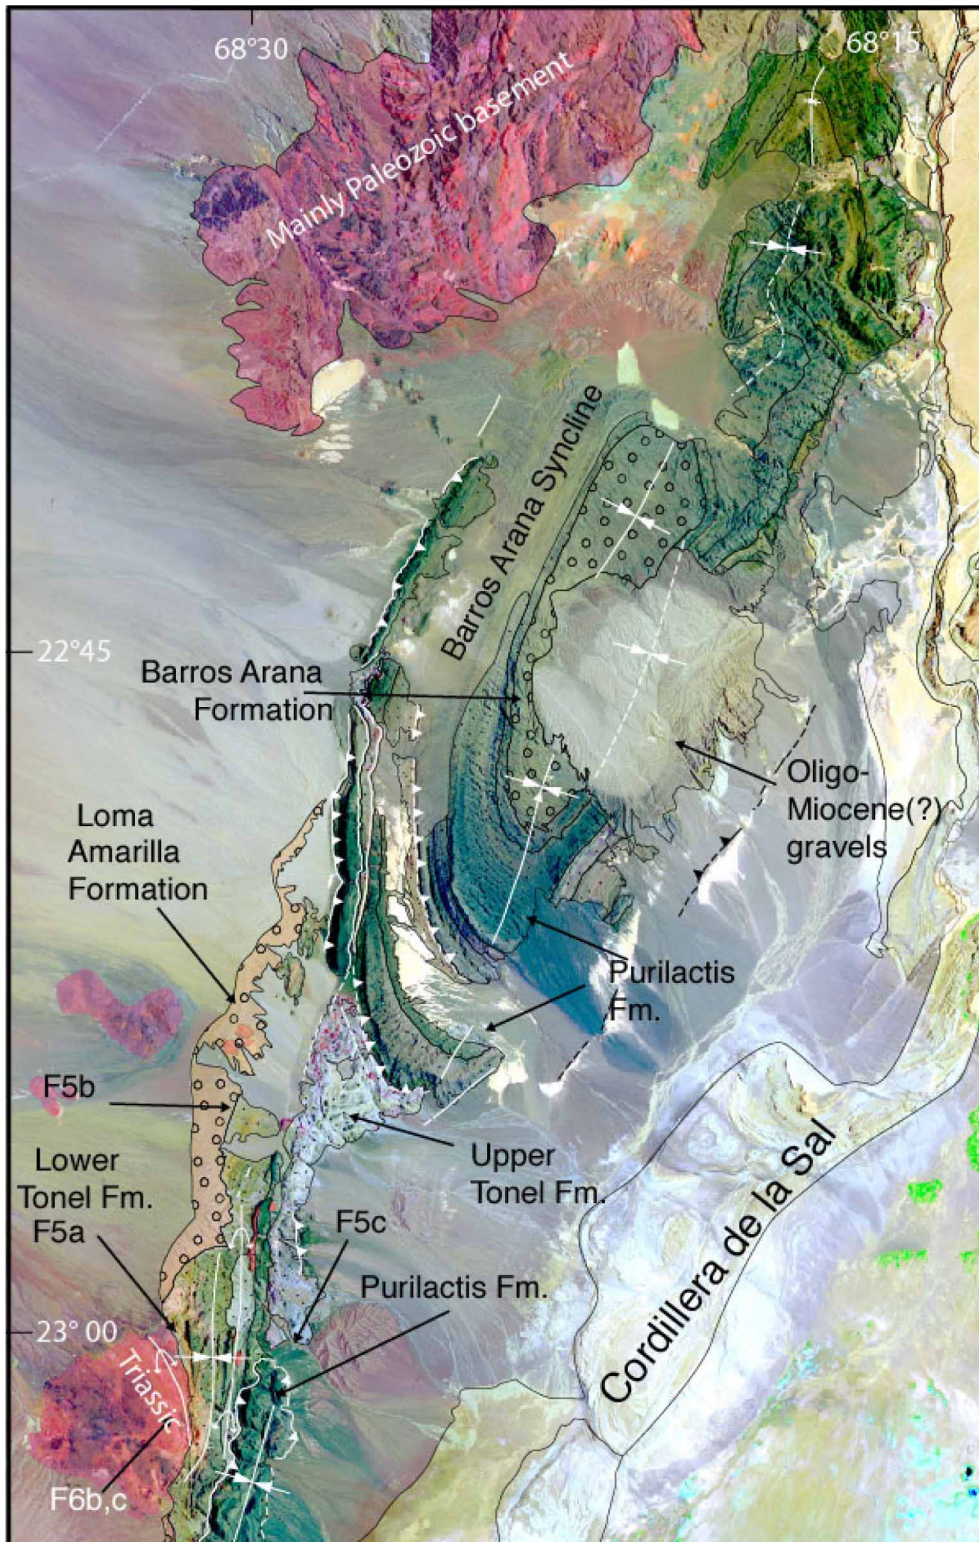 68°30
68°15
Mainly Paleozoic basement
Barros Arana Syncline
22°45
Barros Arana
Formation
Oligo-
Miocene(?)
gravels
Loma
Amarilla
Formation
Purilactis
Fm.
F5b
Lower
Tonel Fm.
F5a
Upper
Tonel Fm.
F5c
Purilactis Fm.
Cordillera de la Sal
23° 00
Triassic
F6b,c